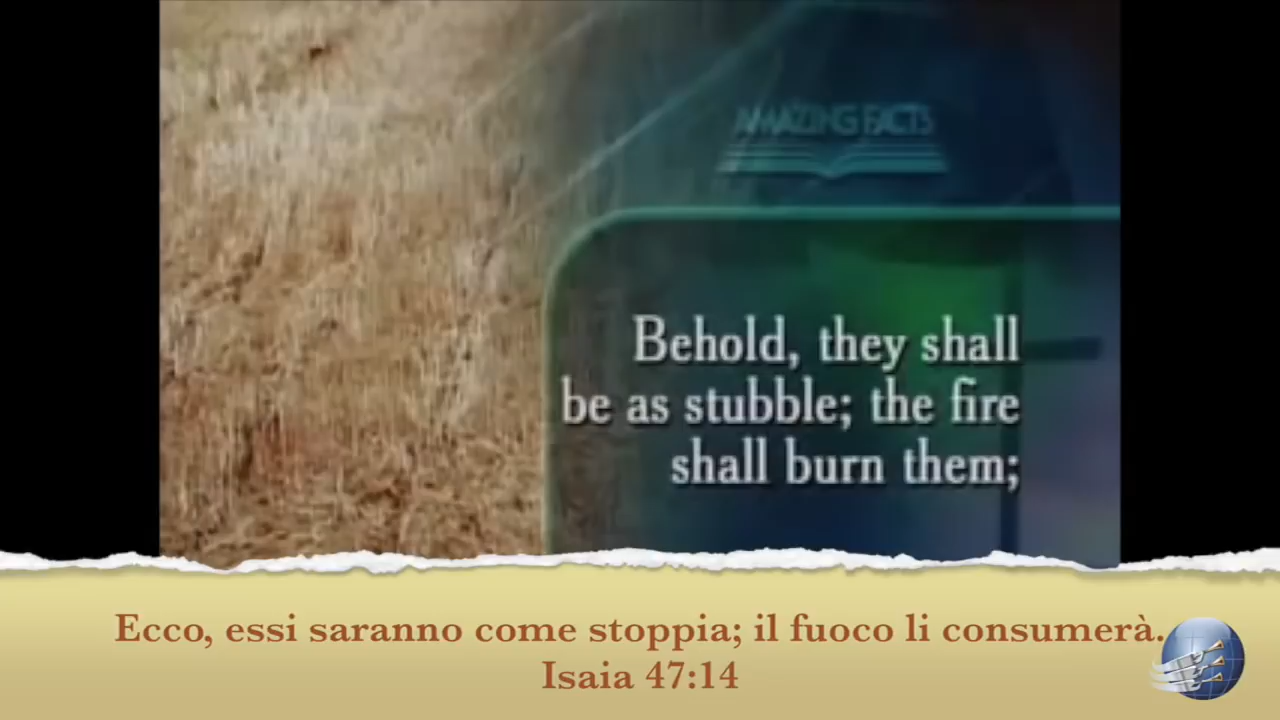 AMAZING FACTS
Behold, they shall
be as stubble; the fire
shall burn them;
Ecco, essi saranno come stoppia; il fuoco li consumerà.
Isaia 47:14